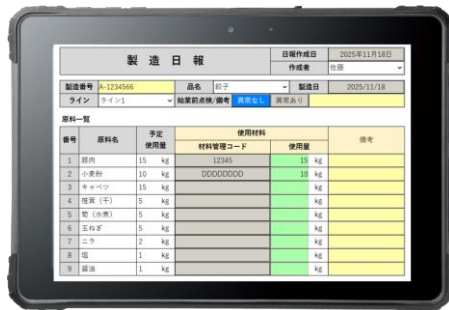 製 造 日 報
日報作成日 2025年11月18日
作成者 佐藤
製造番号 A-1234566 品名 餃子 製造日 2025/11/18
ライン ライン1 始業前点検/備考 異常なし 異常あり
原料一覧
番号 原料名 予定使用量 使用材料 備考
材料管理コード 使用量
1 豚肉 15 kg 12345 15 kg
2 小麦粉 10 kg DDDDDDDD 10 kg
3 キャベツ 15 kg kg
4 椎茸（干） 5 kg kg
5 筍（水煮） 5 kg kg
6 玉ねぎ 5 kg kg
7 ニラ 2 kg kg
8 塩 1 kg kg
9 醤油 1 kg kg